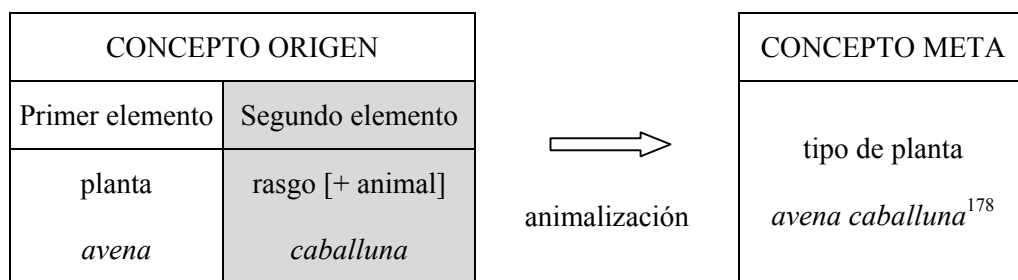 CONCEPTO ORIGEN
CONCEPTO META
Primer elemento
Segundo elemento
planta
rasgo [+ animal]
avena
caballuna
animalización
tipo de planta
avena caballuna178